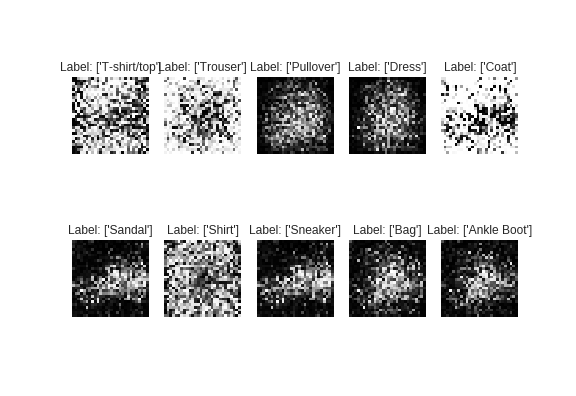 Label: ['T-shirt/top'] Label: ['Trouser'] Label: ['Pullover'] Label: ['Dress'] Label: ['Coat']
Label: ['Sandal'] Label: ['Shirt'] Label: ['Sneaker'] Label: ['Bag'] Label: ['Ankle Boot']